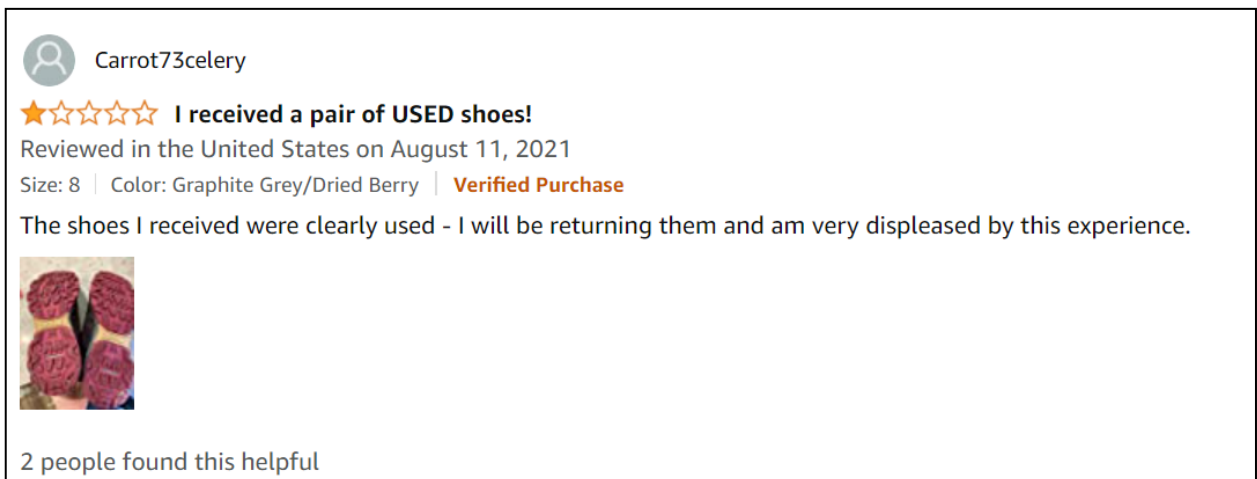 Carrot73celery
I received a pair of USED shoes!
Reviewed in the United States on August 11, 2021
Size: 8 | Color: Graphite Grey/Dried Berry | Verified Purchase
The shoes I received were clearly used - I will be returning them and am very displeased by this experience.
2 people found this helpful